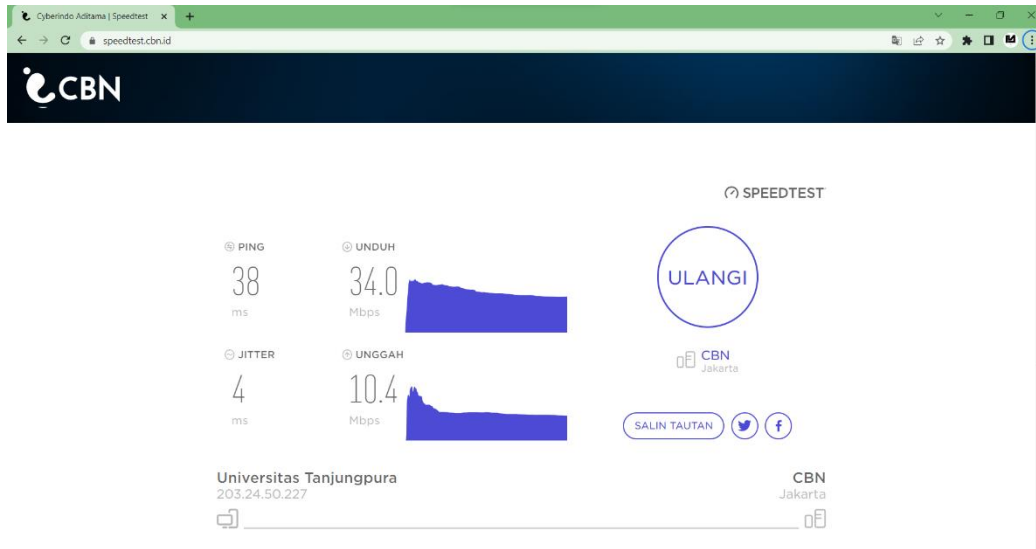 Cyberindo Aditama | Speedtest
speedtest.cbn.id
CBN
SPEEDTEST
PING
38
ms
UNDUH
34.0
Mbps
JITTER
4
ms
UNGGAH
10.4
Mbps
ULANGI
CBN
Jakarta
SALIN TAUTAN
Universitas Tanjungpura
203.24.50.227
CBN
Jakarta